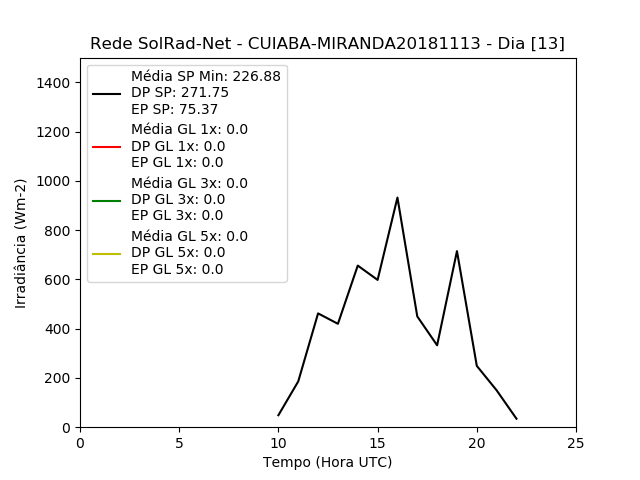 Rede SolRad-Net - CUIABA-MIRANDA20181113 - Dia [13]
Média SP Min: 226.88
DP SP: 271.75
EP SP: 75.37
Média GL 1x: 0.0
DP GL 1x: 0.0
EP GL 1x: 0.0
Média GL 3x: 0.0
DP GL 3x: 0.0
EP GL 3x: 0.0
Média GL 5x: 0.0
DP GL 5x: 0.0
EP GL 5x: 0.0
Irradiância (Wm-2)
1400
1200
1000
800
600
400
200
0
0 5 10 15 20 25
Tempo (Hora UTC)